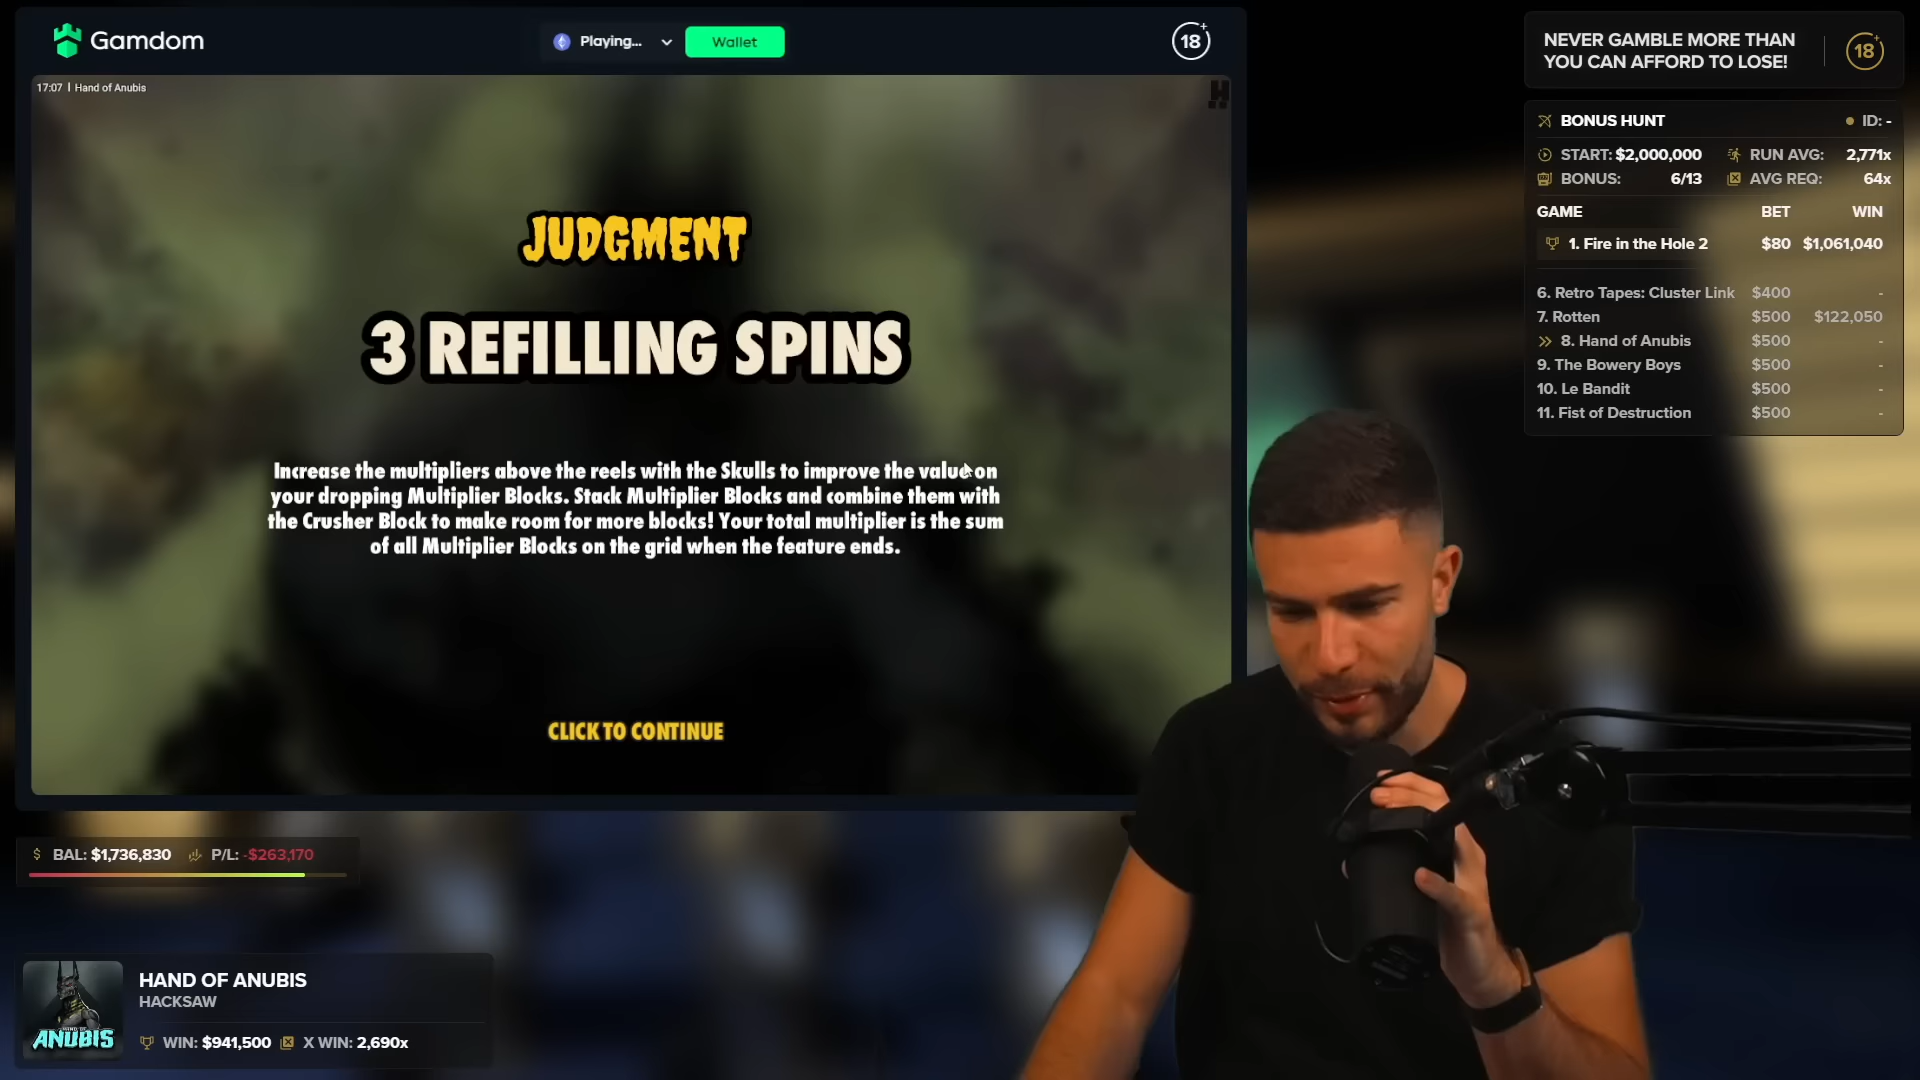 Gamdom
Playing...
Wallet
18+
17:07 | Hand of Anubis
JUDGMENT
3 REFILLING SPINS
Increase the multipliers above the reels with the Skulls to improve the value on
your dropping Multiplier Blocks. Stack Multiplier Blocks and combine them with
the Crusher Block to make room for more blocks! Your total multiplier is the sum
of all Multiplier Blocks on the grid when the feature ends.
CLICK TO CONTINUE
NEVER GAMBLE MORE THAN
YOU CAN AFFORD TO LOSE!
18+
BONUS HUNT ID: -
START: $2,000,000 RUN AVG: 2,771x
BONUS: 6/13 AVG REQ: 64x
GAME BET WIN
1. Fire in the Hole 2 $80 $1,061,040
6. Retro Tapes: Cluster Link $400 -
7. Rotten $500 $122,050
8. Hand of Anubis $500 -
9. The Bowery Boys $500 -
10. Le Bandit $500 -
11. Fist of Destruction $500 -
$ BAL: $1,736,830 P/L: -$263,170
HAND OF ANUBIS
HACKSAW
WIN: $941,500 X WIN: 2,690x
HAND OF
ANUBIS